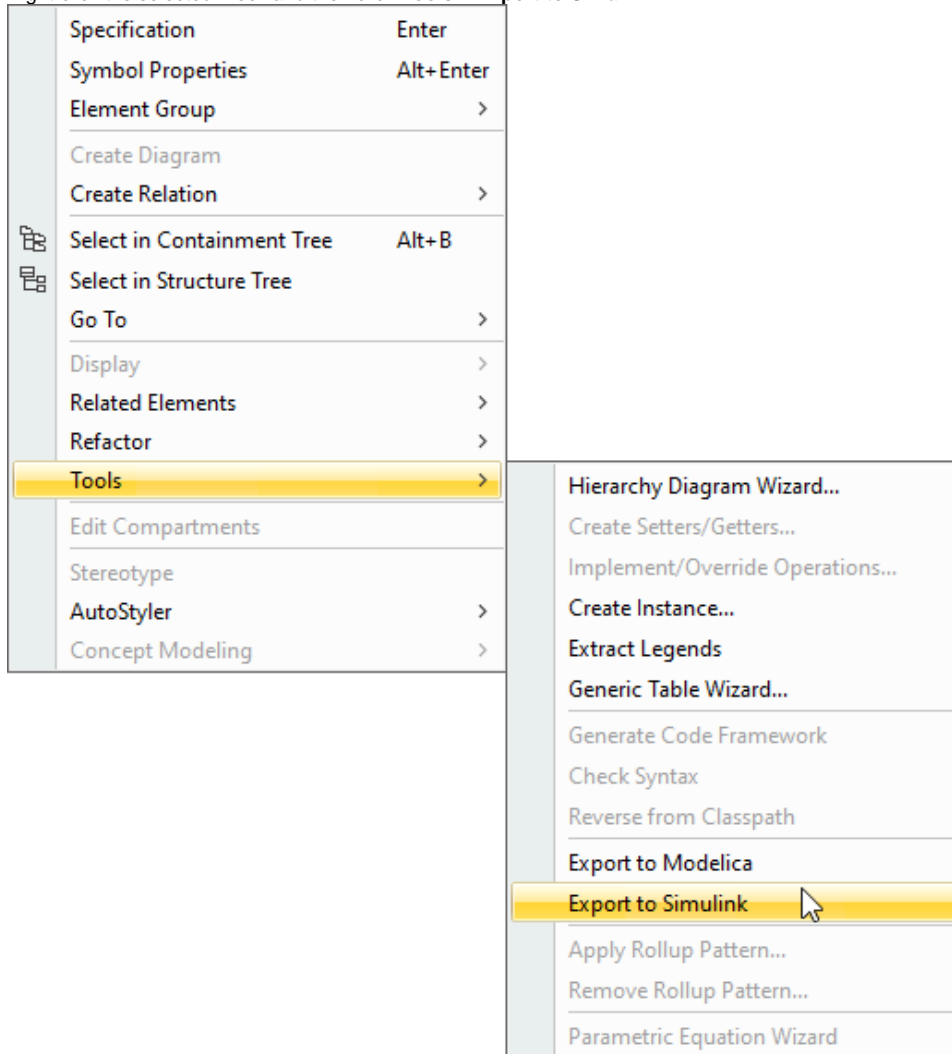 Specification Enter
Symbol Properties Alt+Enter
Element Group >
Create Diagram
Create Relation >
Select in Containment Tree Alt+B
Select in Structure Tree
Go To >
Display >
Related Elements >
Refactor >
Tools >
Edit Compartments
Stereotype
AutoStyler >
Concept Modeling >
Hierarchy Diagram Wizard...
Create Setters/Getters...
Implement/Override Operations...
Create Instance...
Extract Legends
Generic Table Wizard...
Generate Code Framework
Check Syntax
Reverse from Classpath
Export to Modelica
Export to Simulink
Apply Rollup Pattern...
Remove Rollup Pattern...
Parametric Equation Wizard